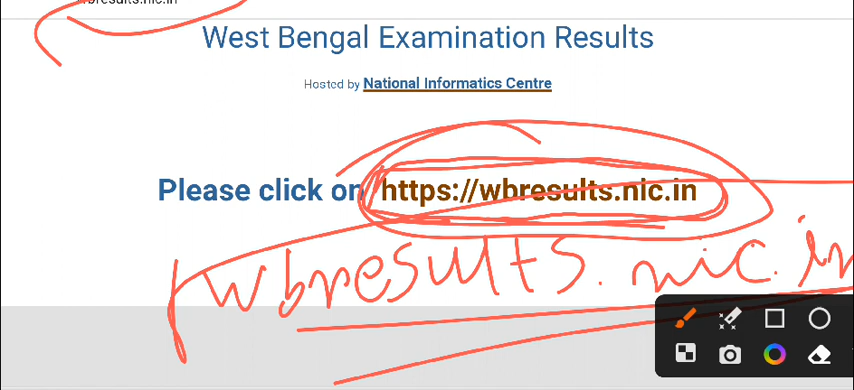 wbresults.nic.in
West Bengal Examination Results
Hosted by National Informatics Centre
Please click on https://wbresults.nic.in
wbresults.nic.in